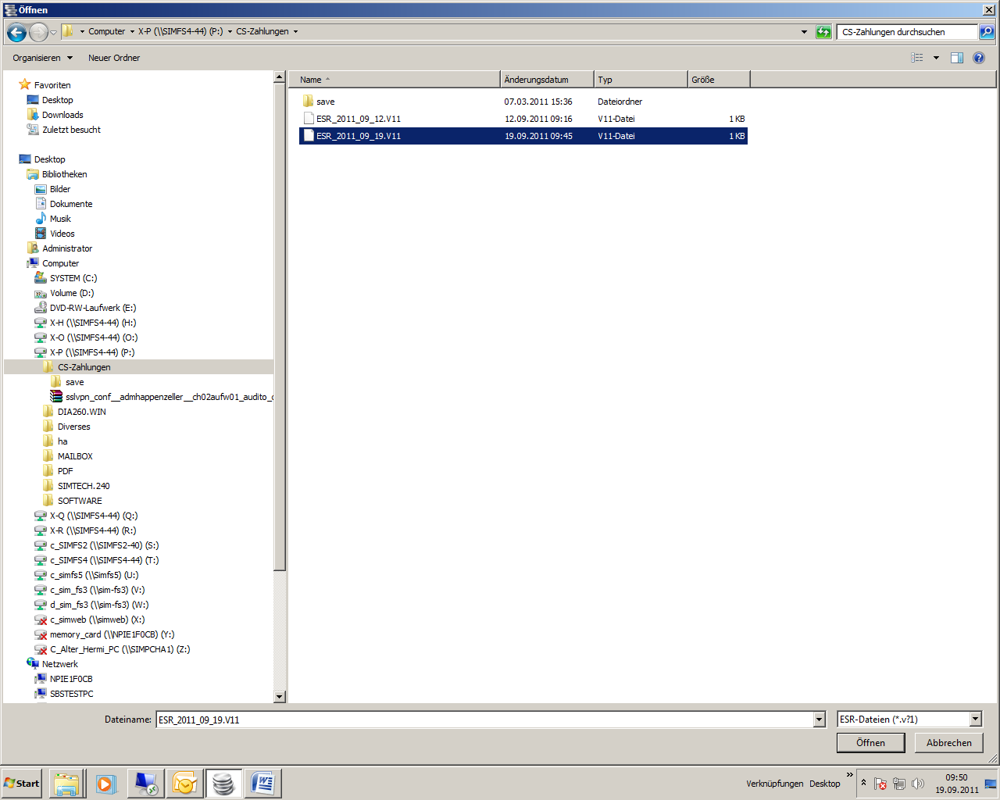 Öffnen
Computer X-P (\\SIMFS4-44) (P:) CS-Zahlungen
CS-Zahlungen durchsuchen
Organisieren Neuer Ordner
Favoriten
Desktop
Downloads
Zuletzt besucht
Desktop
Bibliotheken
Bilder
Dokumente
Musik
Videos
Administrator
Computer
SYSTEM (C:)
Volume (D:)
DVD-RW-Laufwerk (E:)
X-H (\\SIMFS4-44) (H:)
X-O (\\SIMFS4-44) (O:)
X-P (\\SIMFS4-44) (P:)
CS-Zahlungen
save
sslvpn_conf__admhappenzeller__ch02aufw01_audito_
DIA260.WIN
Diverses
ha
MAILBOX
PDF
SIMTECH.240
SOFTWARE
X-Q (\\SIMFS4-44) (Q:)
X-R (\\SIMFS4-44) (R:)
c_SIMFS2 (\\SIMFS2-40) (S:)
c_SIMFS4 (\\SIMFS4-44) (T:)
c_simfs5 (\\Simfs5) (U:)
c_sim_fs3 (\\sim-fs3) (V:)
d_sim_fs3 (\\sim-fs3) (W:)
c_simweb (\\simweb) (X:)
memory_card (\\NPIE1F0CB) (Y:)
C_Alter_Hermi_PC (\\SIMPCHA1) (Z:)
Netzwerk
NPIE1F0CB
SBSTESTPC
Name Änderungsdatum Typ Größe
save 07.03.2011 15:36 Dateiordner
ESR_2011_09_12.V11 12.09.2011 09:16 V11-Datei 1 KB
ESR_2011_09_19.V11 19.09.2011 09:45 V11-Datei 1 KB
Dateiname: ESR_2011_09_19.V11 ESR-Dateien (*.v?1)
Öffnen Abbrechen
Start
Verknüpfungen Desktop »
09:50
19.09.2011